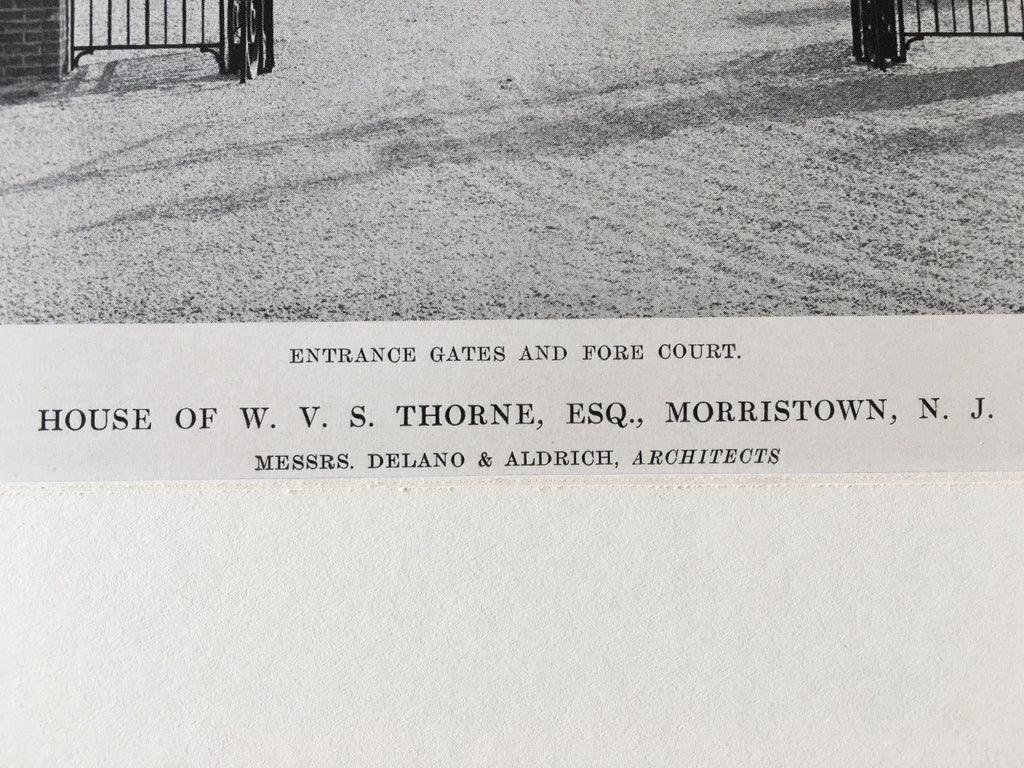 ENTRANCE GATES AND FORE COURT.
HOUSE OF W. V. S. THORNE, ESQ., MORRISTOWN, N. J.
MESSRS. DELANO & ALDRICH, ARCHITECTS